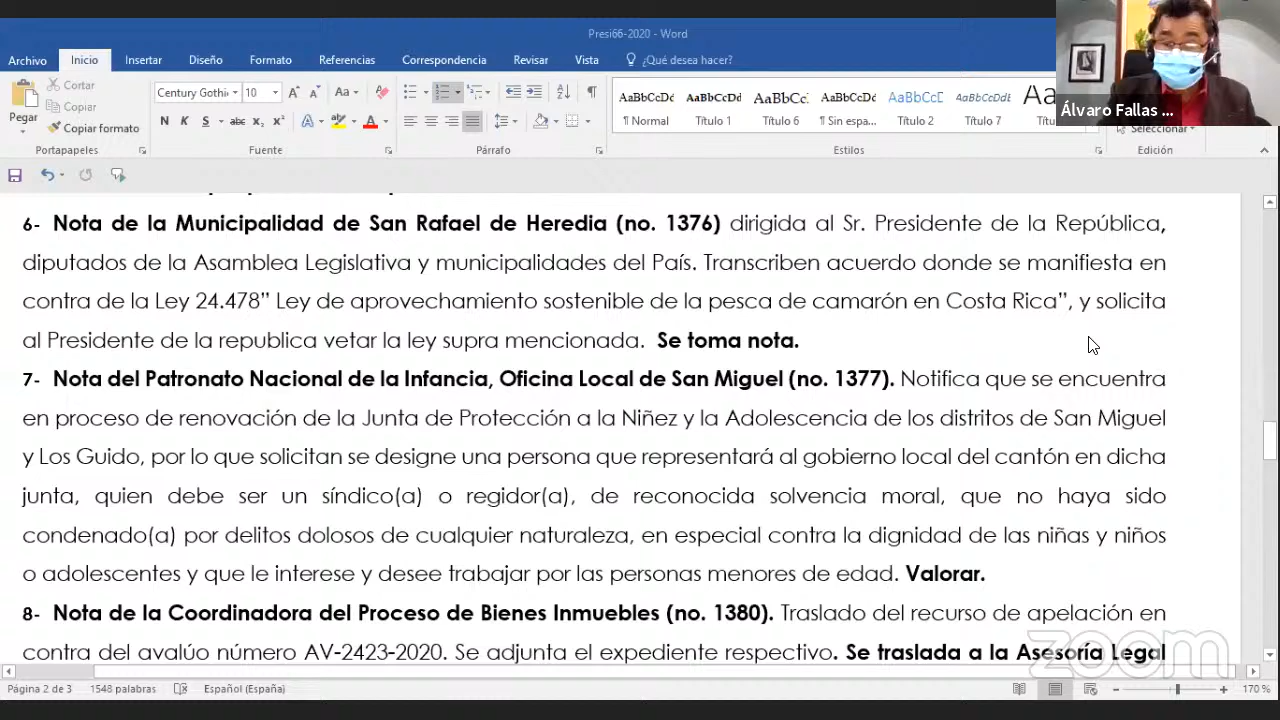 Presi66-2020 - Word
Archivo Inicio Insertar Diseño Formato Referencias Correspondencia Revisar Vista ¿Qué desea hacer?
Álvaro Fallas ...
Pegar
Cortar
Copiar
Copiar formato
Century Gothi 10
N K S abc x₂ x²
AaBbCcDd AaBbCcDd AaBbCc AaBbCcDd AaBbCcD AaBbCcDdE Aa
¶ Normal Título 1 Título 6 ¶ Sin espa... Título 2 Título 7
Seleccionar
Portapapeles Fuente Párrafo Estilos Edición
6- Nota de la Municipalidad de San Rafael de Heredia (no. 1376) dirigida al Sr. Presidente de la República,
diputados de la Asamblea Legislativa y municipalidades del País. Transcriben acuerdo donde se manifiesta en
contra de la Ley 24.478” Ley de aprovechamiento sostenible de la pesca de camarón en Costa Rica”, y solicita
al Presidente de la republica vetar la ley supra mencionada. Se toma nota.
7- Nota del Patronato Nacional de la Infancia, Oficina Local de San Miguel (no. 1377). Notifica que se encuentra
en proceso de renovación de la Junta de Protección a la Niñez y la Adolescencia de los distritos de San Miguel
y Los Guido, por lo que solicitan se designe una persona que representará al gobierno local del cantón en dicha
junta, quien debe ser un síndico(a) o regidor(a), de reconocida solvencia moral, que no haya sido
condenado(a) por delitos dolosos de cualquier naturaleza, en especial contra la dignidad de las niñas y niños
o adolescentes y que le interese y desee trabajar por las personas menores de edad. Valorar.
8- Nota de la Coordinadora del Proceso de Bienes Inmuebles (no. 1380). Traslado del recurso de apelación en
contra del avalúo número AV-2423-2020. Se adjunta el expediente respectivo. Se traslada a la Asesoría Legal
zoom
Página 2 de 3 1548 palabras Español (España) 170 %